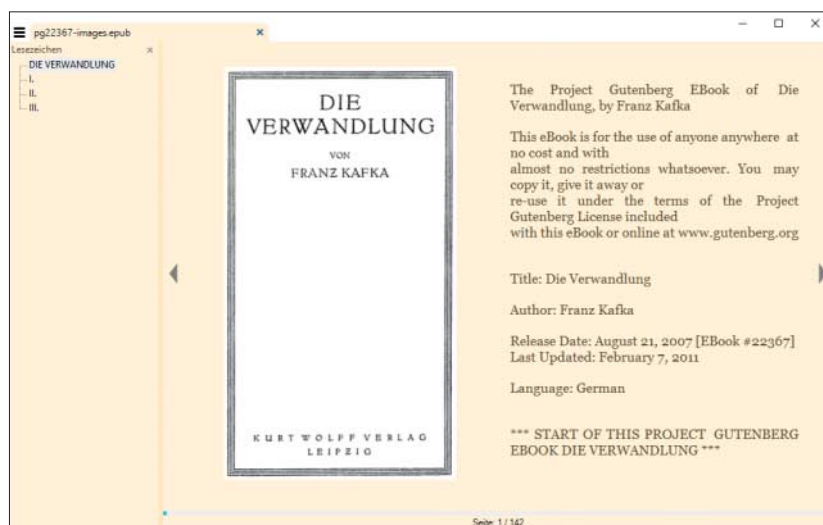 pg22367-images.epub
Lesezeichen
DIE VERWANDLUNG
I.
II.
III.
DIE
VERWANDLUNG
VON
FRANZ KAFKA
KURT WOLFF VERLAG
LEIPZIG
The Project Gutenberg EBook of Die
Verwandlung, by Franz Kafka
This eBook is for the use of anyone anywhere at
no cost and with
almost no restrictions whatsoever. You may
copy it, give it away or
re-use it under the terms of the Project
Gutenberg License included
with this eBook or online at www.gutenberg.org
Title: Die Verwandlung
Author: Franz Kafka
Release Date: August 21, 2007 [EBook #22367]
Last Updated: February 7, 2011
Language: German
*** START OF THIS PROJECT GUTENBERG
EBOOK DIE VERWANDLUNG ***
Seite: 1 / 142